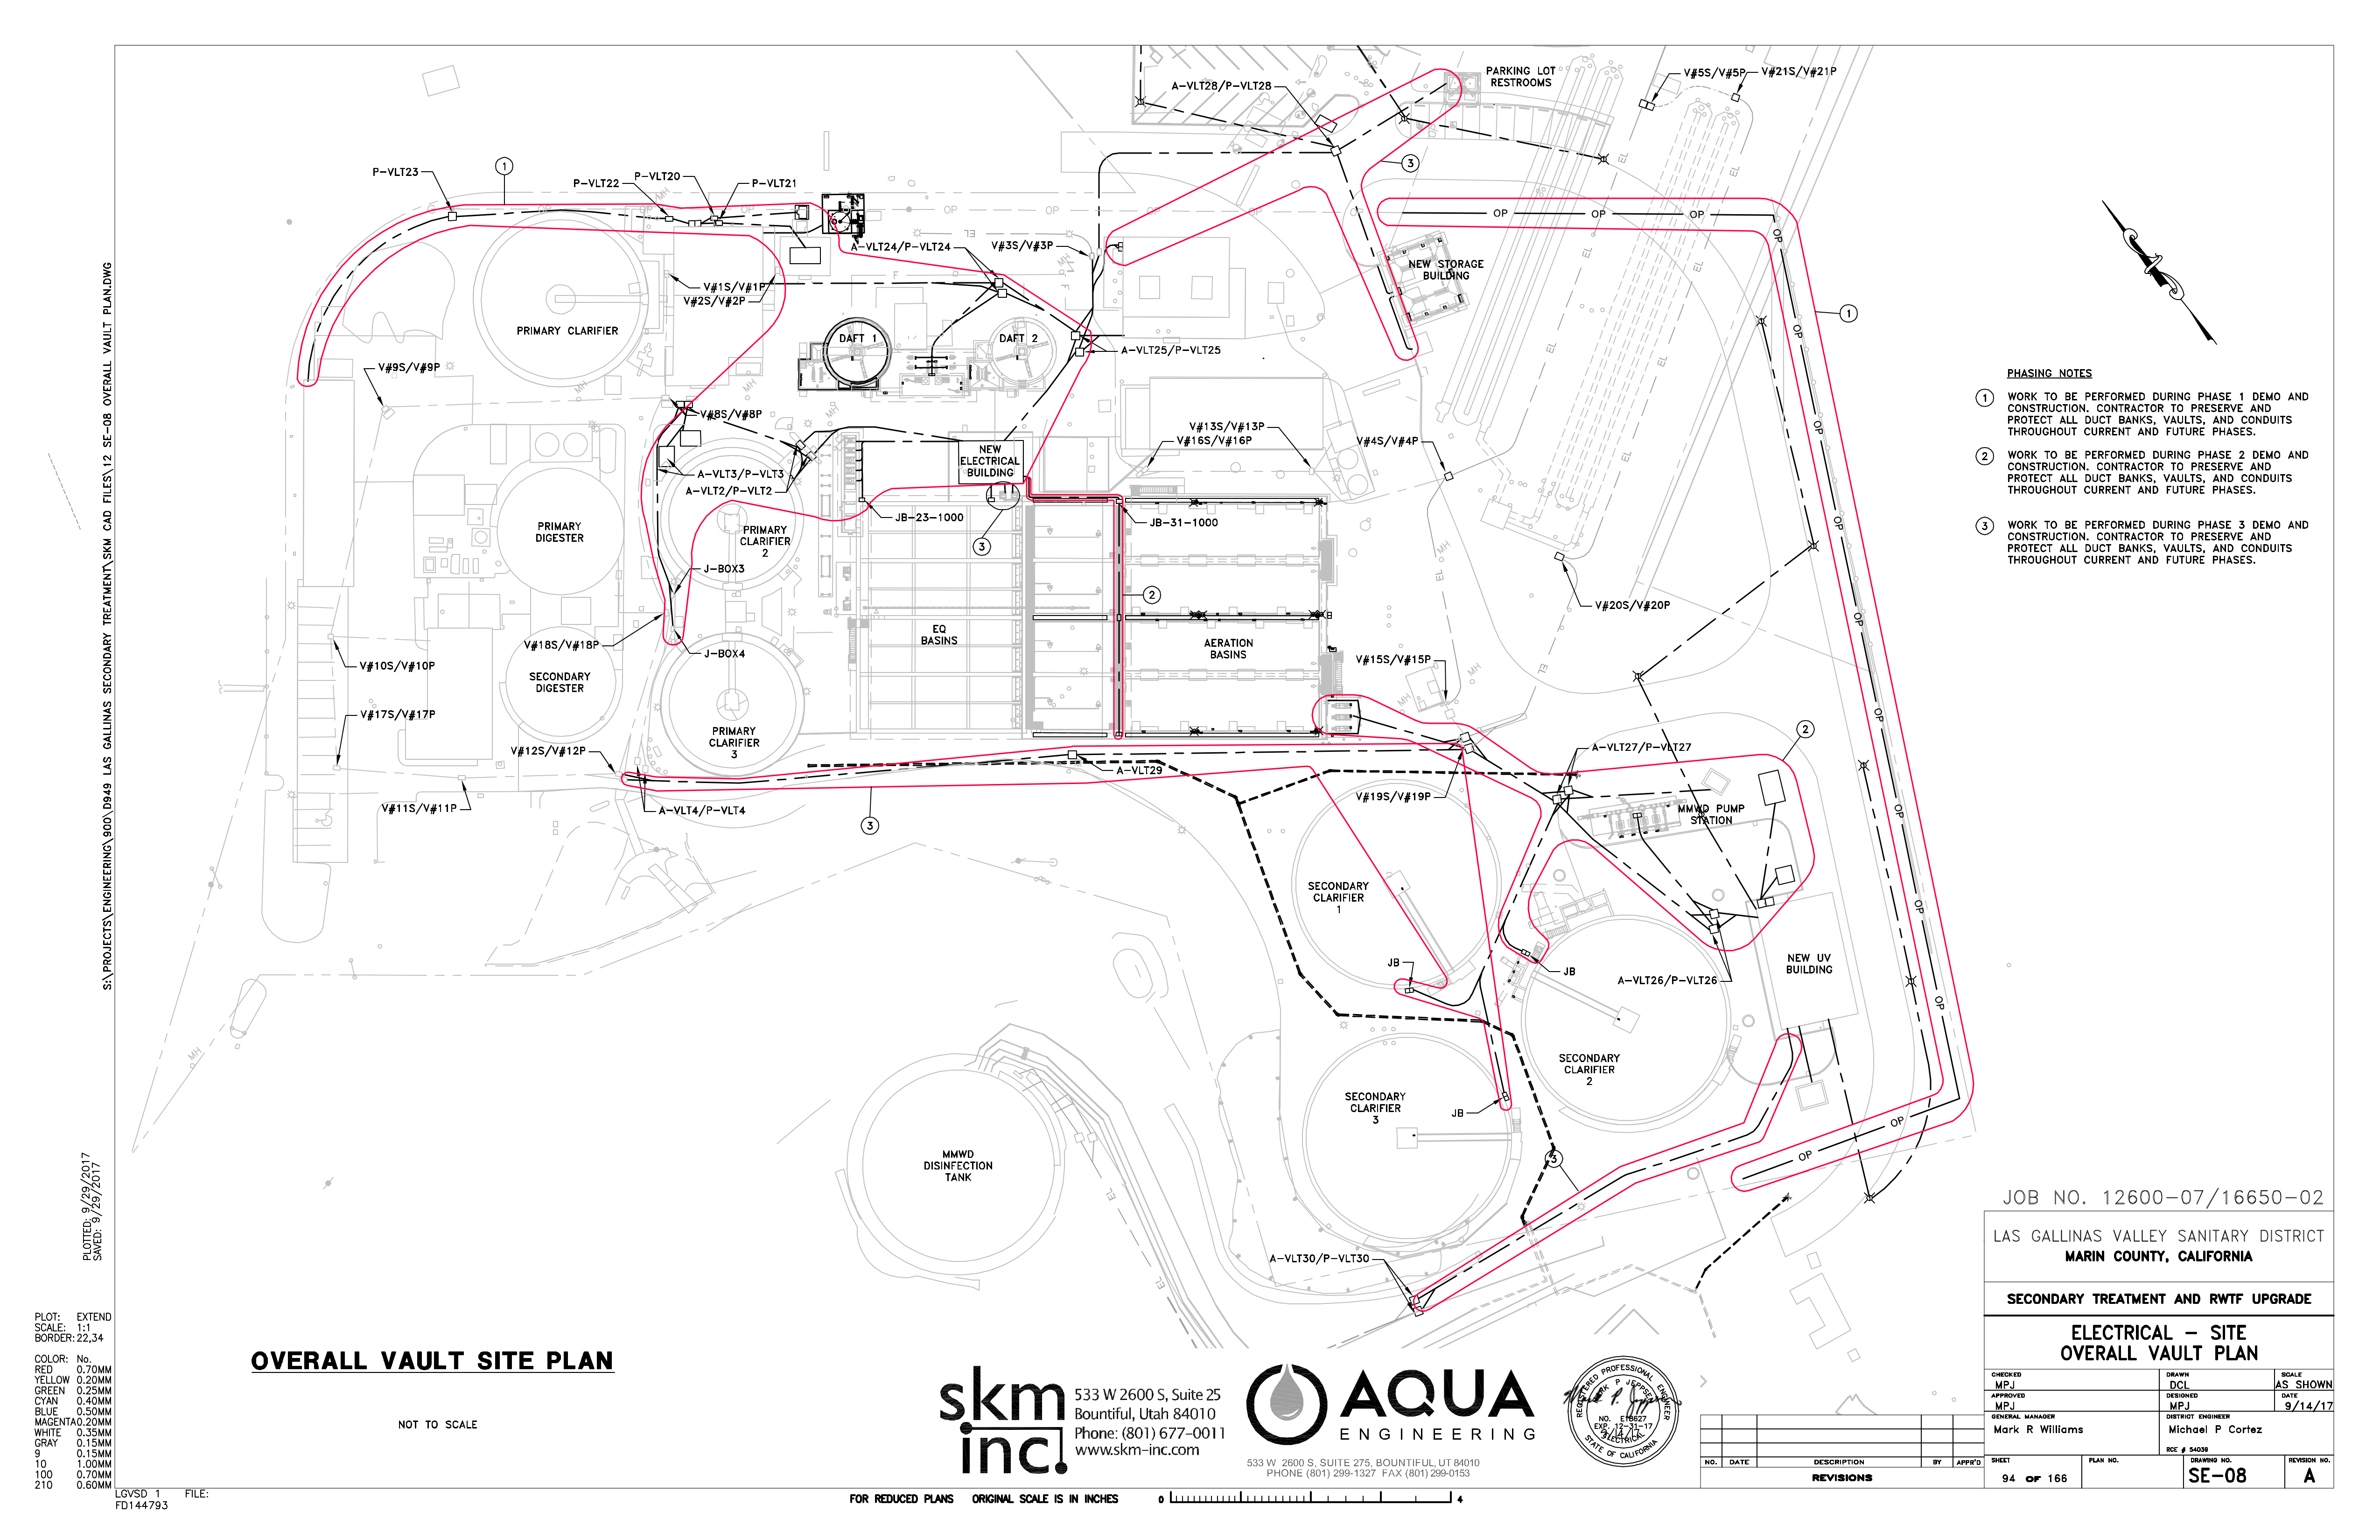 S:\PROJECTS\ENGINEERING\900\D949 LAS GALLINAS SECONDARY TREATMENT\SKM CAD FILES\12 SE-08 OVERALL VAULT PLAN.DWG
PLOTTED: 9/29/2017
SAVED: 9/29/2017
PLOT: EXTEND
SCALE: 1:1
BORDER: 22,34
COLOR: No.
RED 0.70MM
YELLOW 0.20MM
GREEN 0.25MM
CYAN 0.40MM
BLUE 0.50MM
MAGENTA 0.20MM
WHITE 0.35MM
GRAY 0.15MM
9 0.15MM
10 1.00MM
100 0.70MM
210 0.60MM
LGVSD 1 FILE:
FD144793
PARKING LOT
RESTROOMS
V#5S/V#5P
V#21S/V#21P
A-VLT28/P-VLT28
3
1
P-VLT23
P-VLT22
P-VLT20
P-VLT21
A-VLT24/P-VLT24
V#3S/V#3P
OP
OP
OP
NEW STORAGE
BUILDING
V#1S/V#1P
V#2S/V#2P
PRIMARY CLARIFIER
DAFT 1
DAFT 2
A-VLT25/P-VLT25
1
V#9S/V#9P
V#8S/V#8P
V#13S/V#13P
V#16S/V#16P
V#4S/V#4P
NEW
ELECTRICAL
BUILDING
A-VLT3/P-VLT3
A-VLT2/P-VLT2
JB-23-1000
JB-31-1000
3
PRIMARY
DIGESTER
PRIMARY
CLARIFIER
2
J-BOX3
2
V#20S/V#20P
EQ
BASINS
AERATION
BASINS
V#18S/V#18P
J-BOX4
V#10S/V#10P
V#15S/V#15P
SECONDARY
DIGESTER
V#17S/V#17P
PRIMARY
CLARIFIER
3
V#12S/V#12P
A-VLT27/P-VLT27
2
A-VLT29
V#11S/V#11P
A-VLT4/P-VLT4
V#19S/V#19P
MMWD PUMP
STATION
3
SECONDARY
CLARIFIER
1
JB
JB
A-VLT26/P-VLT26
NEW UV
BUILDING
SECONDARY
CLARIFIER
2
SECONDARY
CLARIFIER
3
JB
MMWD
DISINFECTION
TANK
3
OP
OP
A-VLT30/P-VLT30
PHASING NOTES
1 WORK TO BE PERFORMED DURING PHASE 1 DEMO AND
CONSTRUCTION. CONTRACTOR TO PRESERVE AND
PROTECT ALL DUCT BANKS, VAULTS, AND CONDUITS
THROUGHOUT CURRENT AND FUTURE PHASES.
2 WORK TO BE PERFORMED DURING PHASE 2 DEMO AND
CONSTRUCTION. CONTRACTOR TO PRESERVE AND
PROTECT ALL DUCT BANKS, VAULTS, AND CONDUITS
THROUGHOUT CURRENT AND FUTURE PHASES.
3 WORK TO BE PERFORMED DURING PHASE 3 DEMO AND
CONSTRUCTION. CONTRACTOR TO PRESERVE AND
PROTECT ALL DUCT BANKS, VAULTS, AND CONDUITS
THROUGHOUT CURRENT AND FUTURE PHASES.
OVERALL VAULT SITE PLAN
NOT TO SCALE
skm
inc.
533 W 2600 S, Suite 25
Bountiful, Utah 84010
Phone: (801) 677-0011
www.skm-inc.com
AQUA
ENGINEERING
533 W 2600 S, SUITE 275, BOUNTIFUL, UT 84010
PHONE (801) 299-1327 FAX (801) 299-0153
REGISTERED PROFESSIONAL ENGINEER
MARK P JEPPSEN
NO. E18627
EXP. 12-31-17
9/14/17
ELECTRICAL
STATE OF CALIFORNIA
FOR REDUCED PLANS ORIGINAL SCALE IS IN INCHES 0 4
NO. DATE DESCRIPTION BY APPR'D
REVISIONS
JOB NO. 12600-07/16650-02
LAS GALLINAS VALLEY SANITARY DISTRICT
MARIN COUNTY, CALIFORNIA
SECONDARY TREATMENT AND RWTF UPGRADE
ELECTRICAL - SITE
OVERALL VAULT PLAN
CHECKED DRAWN SCALE
MPJ DCL AS SHOWN
APPROVED DESIGNED DATE
MPJ MPJ 9/14/17
GENERAL MANAGER DISTRICT ENGINEER
Mark R Williams Michael P Cortez
RCE # 54039
SHEET PLAN NO. DRAWING NO. REVISION NO.
94 OF 166 SE-08 A